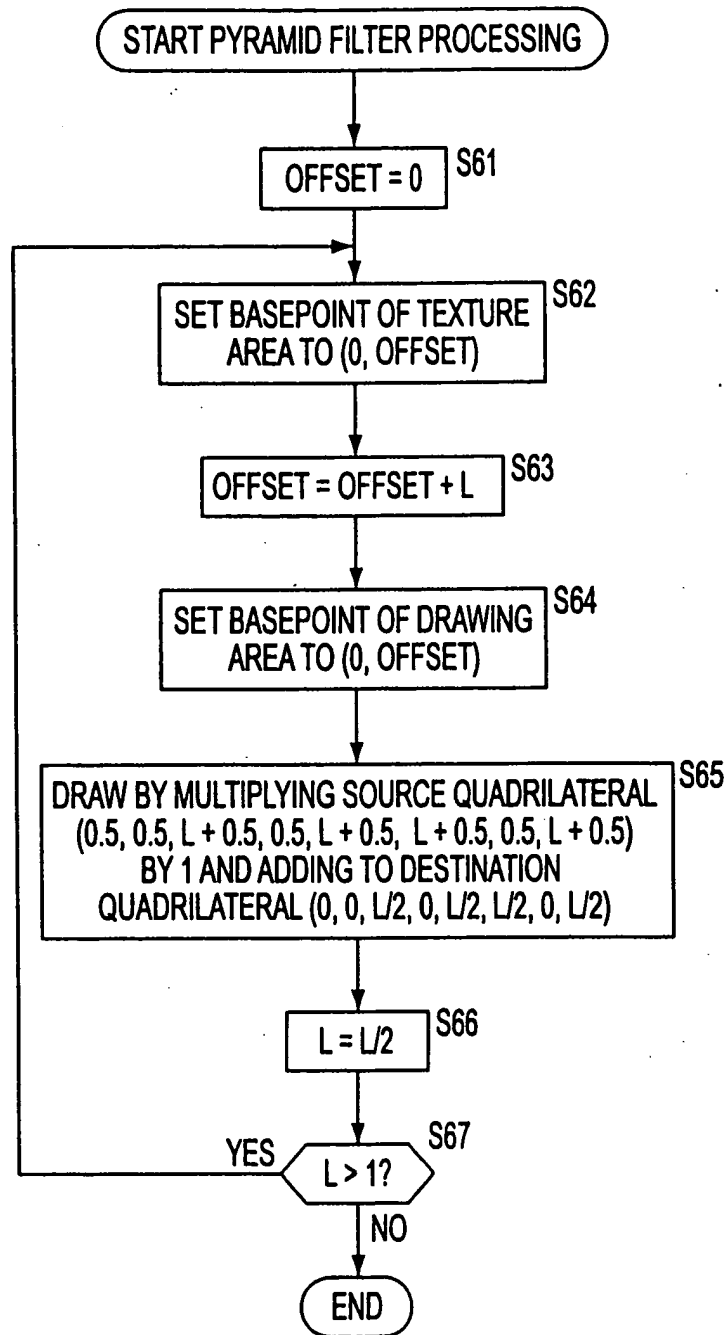 START PYRAMID FILTER PROCESSING
OFFSET = 0
S61
SET BASEPOINT OF TEXTURE
AREA TO (0, OFFSET)
S62
OFFSET = OFFSET + L
S63
SET BASEPOINT OF DRAWING
AREA TO (0, OFFSET)
S64
DRAW BY MULTIPLYING SOURCE QUADRILATERAL
(0.5, 0.5, L + 0.5, 0.5, L + 0.5, L + 0.5, 0.5, L + 0.5)
BY 1 AND ADDING TO DESTINATION
QUADRILATERAL (0, 0, L/2, 0, L/2, L/2, 0, L/2)
S65
L = L/2
S66
L > 1?
S67
YES
NO
END